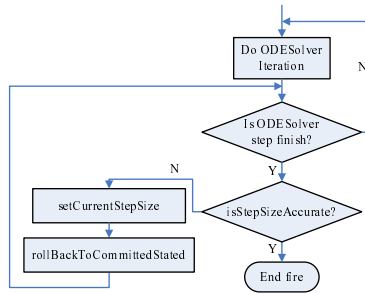 Do ODESolver
Iteration
N
Is ODESolver
step finish?
Y
N
isStepSizeAccurate?
setCurrentStepSize
rollBackToCommittedStated
Y
End fire